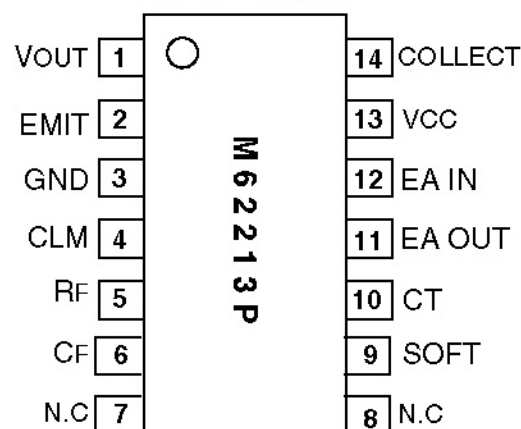 VOUT 1 14 COLLECT
EMIT 2 13 VCC
GND 3 12 EA IN
CLM 4 11 EA OUT
RF 5 10 CT
CF 6 9 SOFT
N.C 7 8 N.C
M62213P